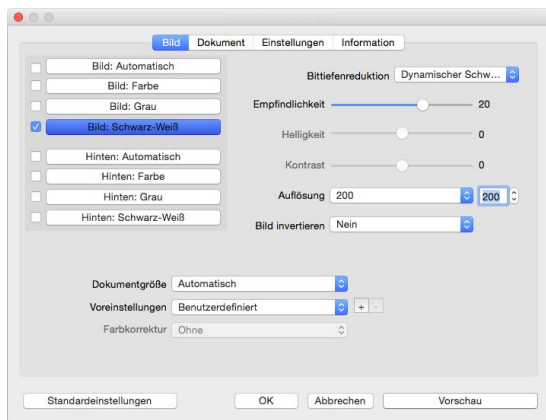 Bild Dokument Einstellungen Information
Bild: Automatisch
Bild: Farbe
Bild: Grau
Bild: Schwarz-Weiß
Hinten: Automatisch
Hinten: Farbe
Hinten: Grau
Hinten: Schwarz-Weiß
Bittiefenreduktion Dynamischer Schw...
Empfindlichkeit 20
Helligkeit 0
Kontrast 0
Auflösung 200 200
Bild invertieren Nein
Dokumentgröße Automatisch
Voreinstellungen Benutzerdefiniert + -
Farbkorrektur Ohne
Standardeinstellungen OK Abbrechen Vorschau